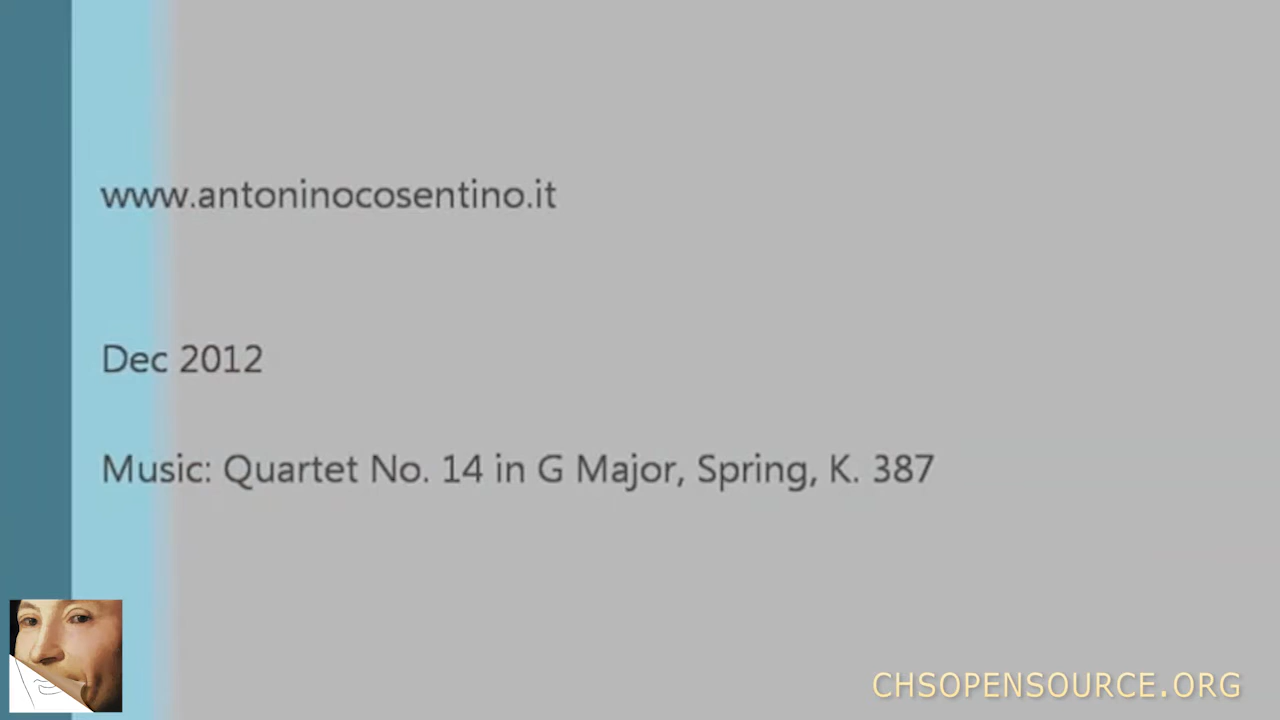 www.antoninocosentino.it
Dec 2012
Music: Quartet No. 14 in G Major, Spring, K. 387
CHSOPENSOURCE.ORG